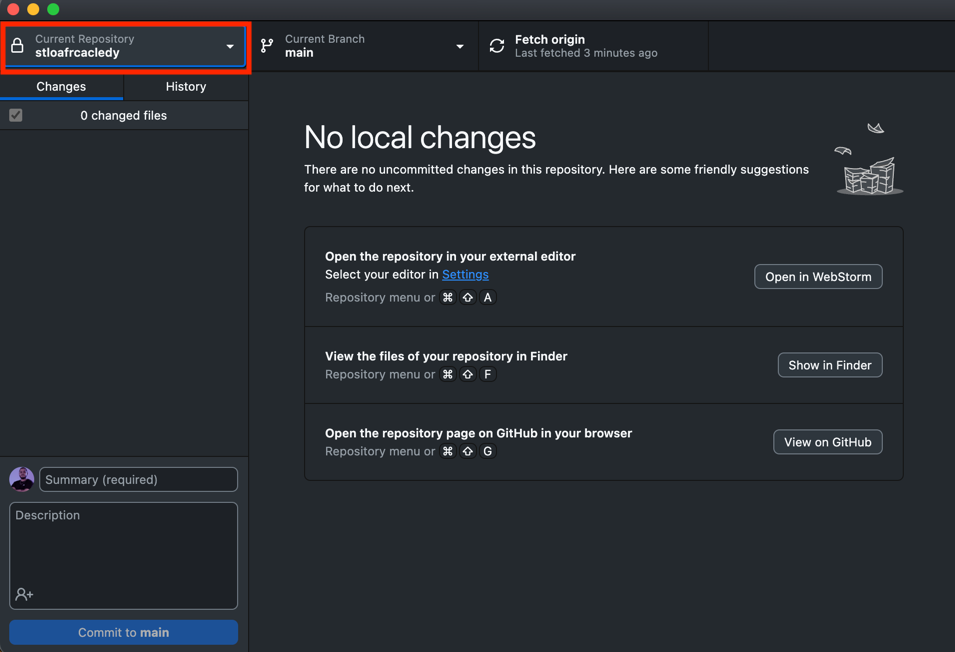 Current Repository
stloafrcacledy
Current Branch
main
Fetch origin
Last fetched 3 minutes ago
Changes
History
0 changed files
No local changes
There are no uncommitted changes in this repository. Here are some friendly suggestions
for what to do next.
Open the repository in your external editor
Select your editor in Settings
Repository menu or ⌘ ⇧ A
Open in WebStorm
View the files of your repository in Finder
Repository menu or ⌘ ⇧ F
Show in Finder
Open the repository page on GitHub in your browser
Repository menu or ⌘ ⇧ G
View on GitHub
Summary (required)
Description
Commit to main